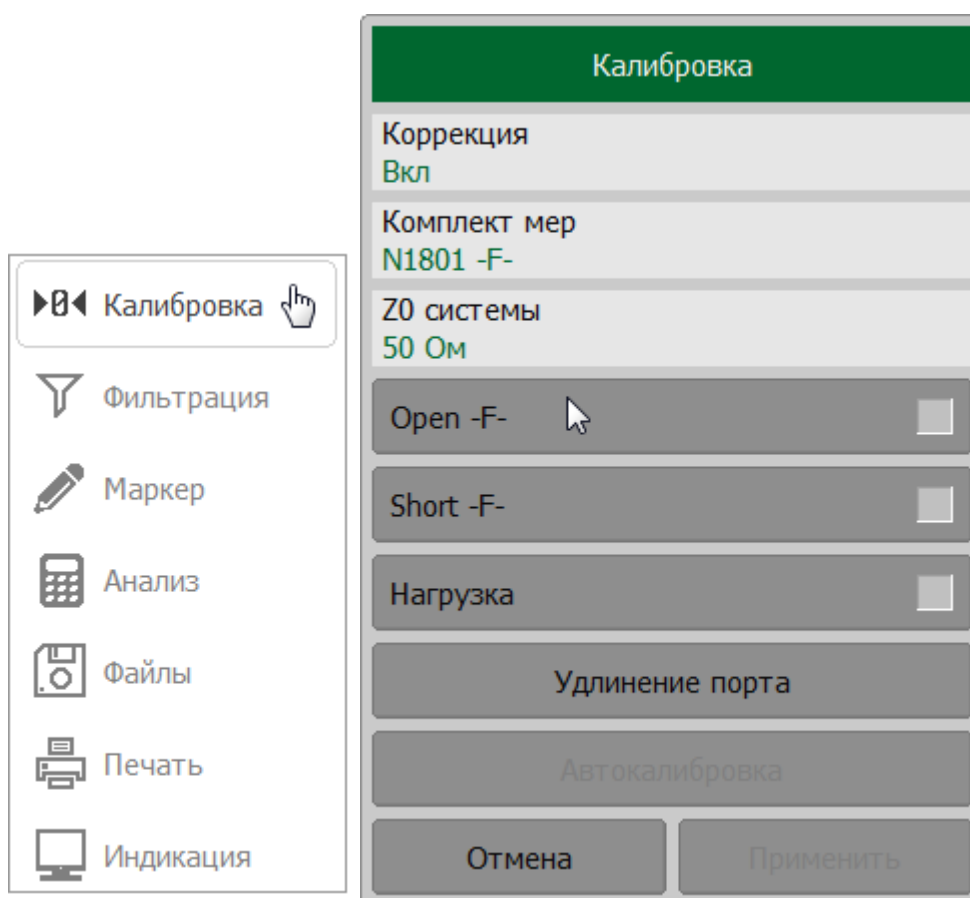 Калибровка
Фильтрация
Маркер
Анализ
Файлы
Печать
Индикация
Калибровка
Коррекция
Вкл
Комплект мер
N1801 -F-
Z0 системы
50 Ом
Open -F-
Short -F-
Нагрузка
Удлинение порта
Автокалибровка
Отмена
Применить